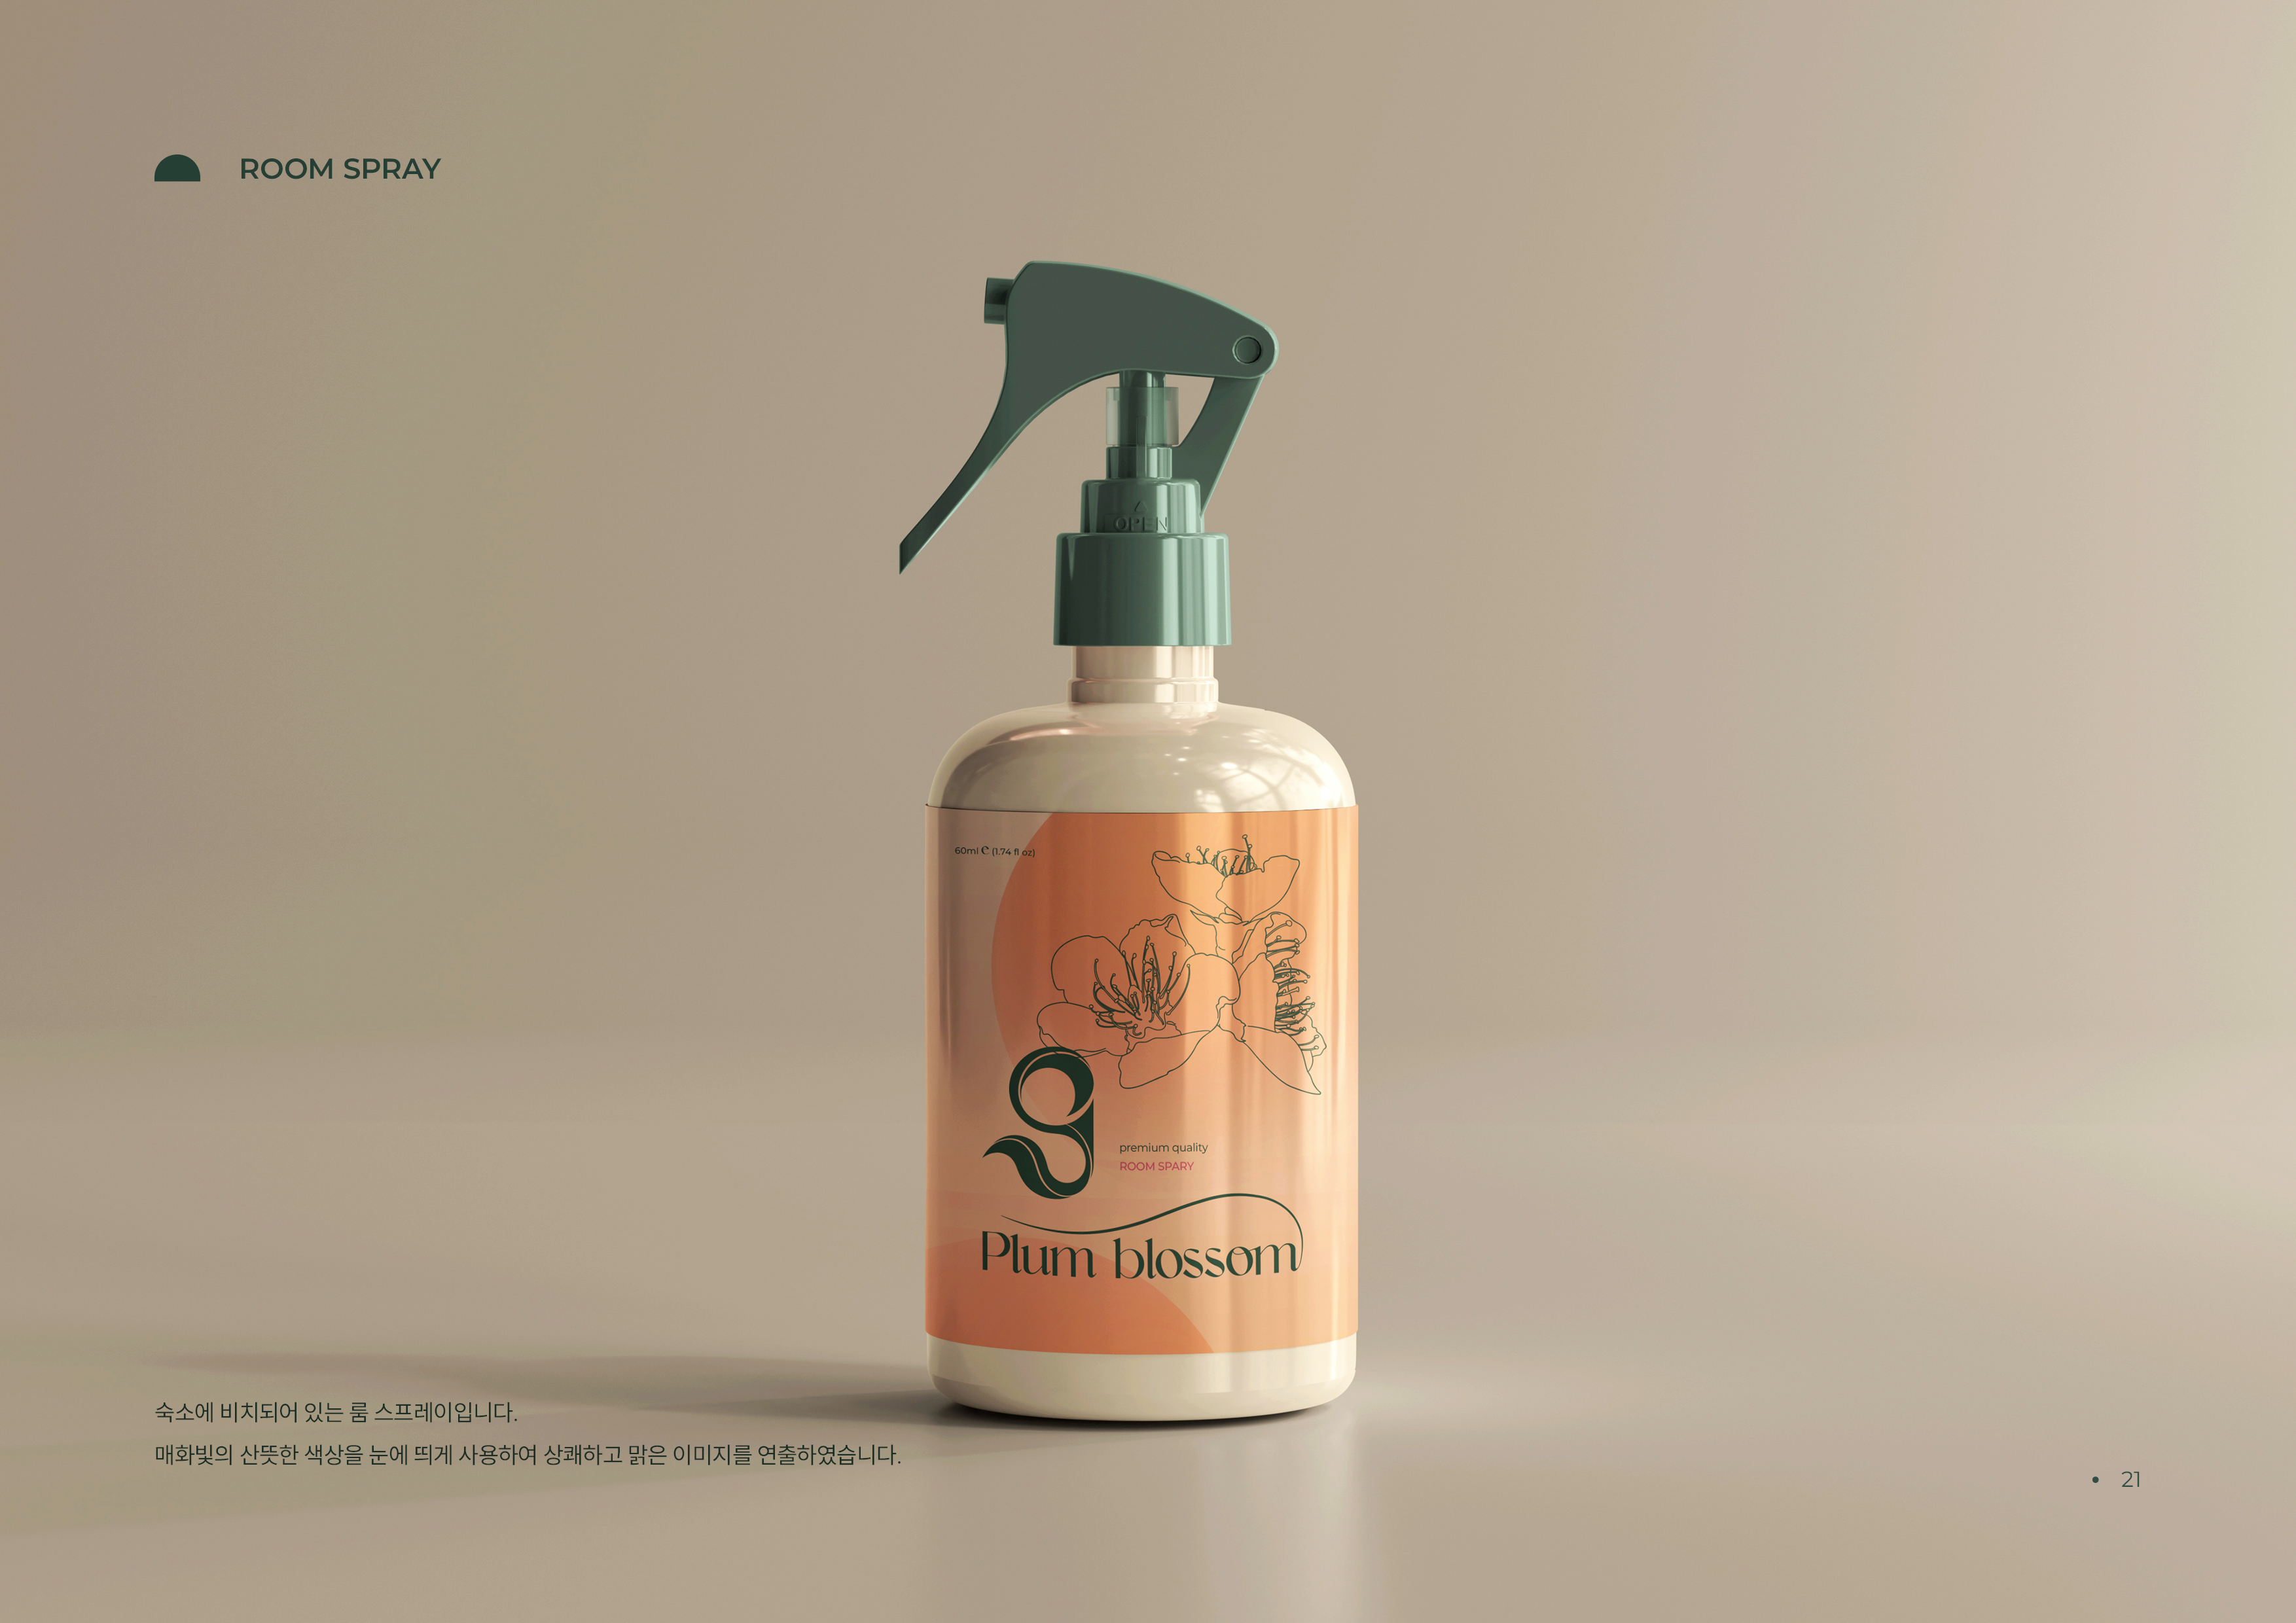 ROOM SPRAY
OPEN
60ml ℮ (1.74 fl oz)
g
premium quality
ROOM SPARY
Plum blossom
숙소에 비치되어 있는 룸 스프레이입니다.
매화빛의 산뜻한 색상을 눈에 띄게 사용하여 상쾌하고 맑은 이미지를 연출하였습니다.
• 21